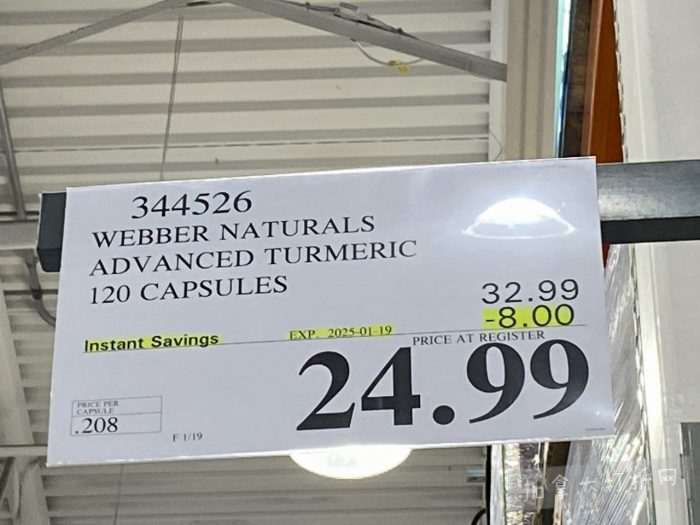 344526
WEBBER NATURALS
ADVANCED TURMERIC
120 CAPSULES
32.99
-8.00
Instant Savings EXP. 2025-01-19
PRICE AT REGISTER
24.99
PRICE PER
CAPSULE
.208
F 1/19